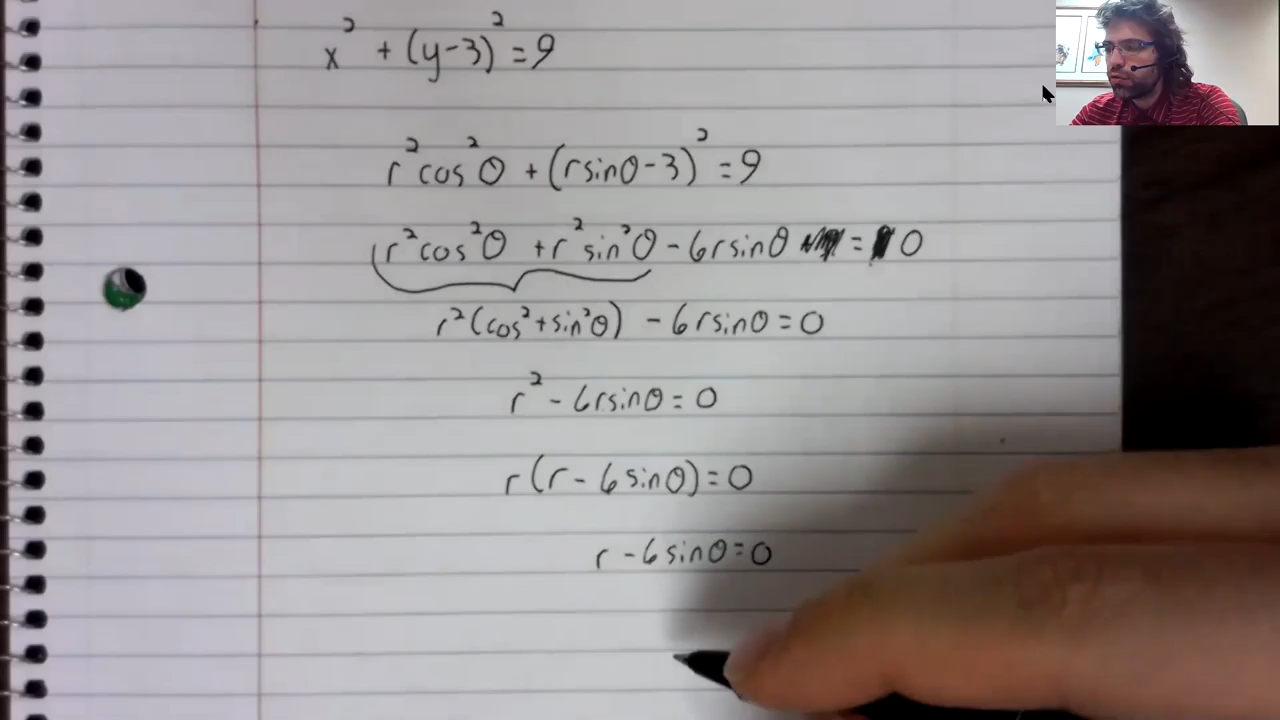 x² + (y-3)² = 9
r²cos²θ + (rsinθ-3)² = 9
r²cos²θ + r²sin²θ - 6rsinθ = 0
r²(cos²+sin²θ) - 6rsinθ = 0
r² - 6rsinθ = 0
r(r - 6sinθ) = 0
r - 6sinθ = 0